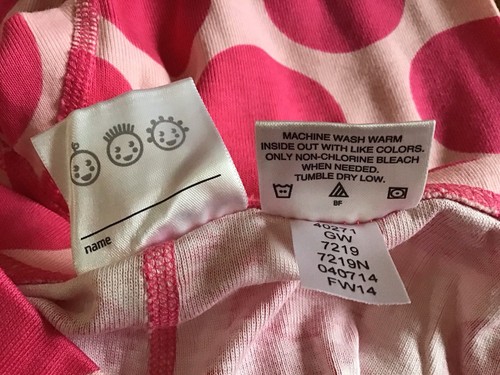 name
MACHINE WASH WARM
INSIDE OUT WITH LIKE COLORS.
ONLY NON-CHLORINE BLEACH
WHEN NEEDED.
TUMBLE DRY LOW.
BF
40271
GW
7219
7219N
040714
FW14